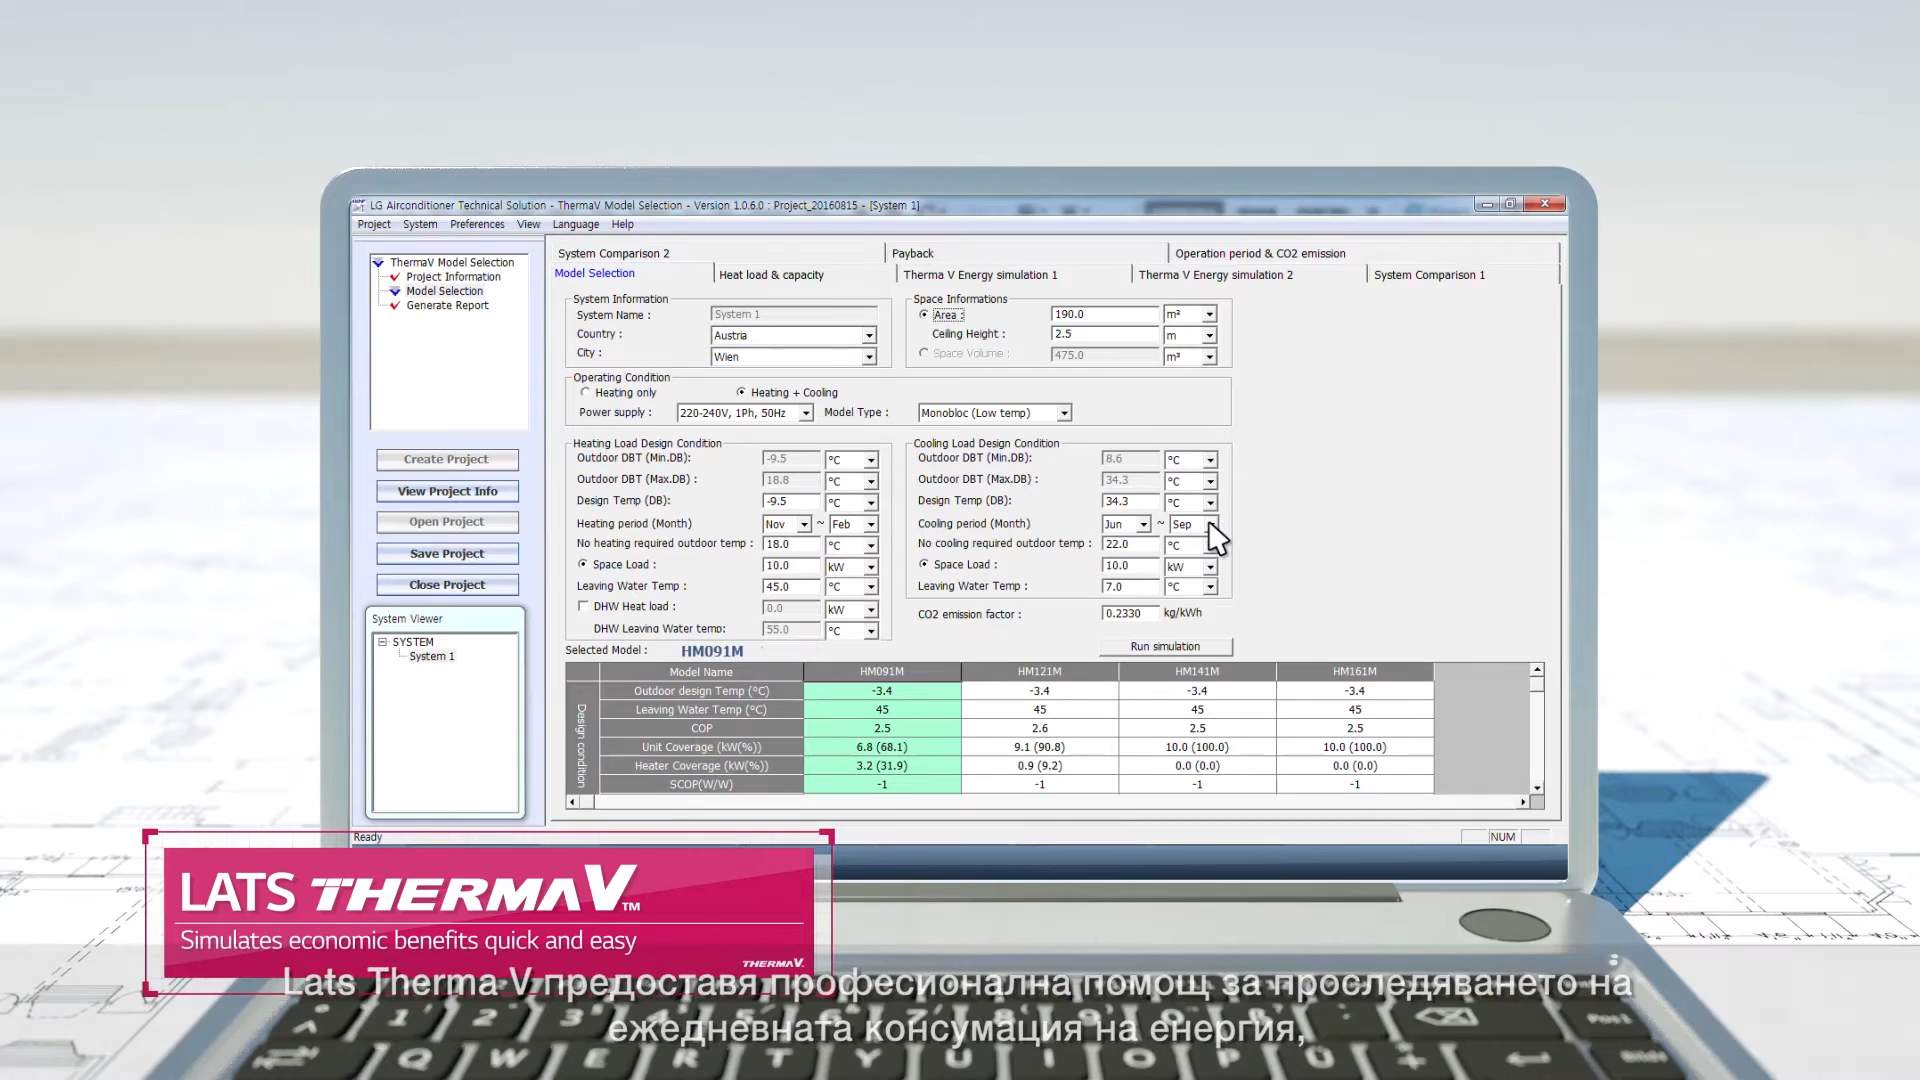 LG Airconditioner Technical Solution - ThermaV Model Selection - Version 1.0.6.0 : Project_20160815 - [System 1]
Project System Preferences View Language Help
ThermaV Model Selection
Project Information
Model Selection
Generate Report
Create Project
View Project Info
Open Project
Save Project
Close Project
System Viewer
SYSTEM
System 1
System Comparison 2 Payback Operation period & CO2 emission
Model Selection Heat load & capacity Therma V Energy simulation 1 Therma V Energy simulation 2 System Comparison 1
System Information
System Name : System 1
Country : Austria
City : Wien
Space Informations
Area : 190.0 m²
Ceiling Height : 2.5 m
Space Volume : 475.0 m³
Operating Condition
Heating only Heating + Cooling
Power supply : 220-240V, 1Ph, 50Hz Model Type : Monobloc (Low temp)
Heating Load Design Condition
Outdoor DBT (Min.DB): -9.5 °C
Outdoor DBT (Max.DB) : 18.8 °C
Design Temp (DB): -9.5 °C
Heating period (Month) Nov ~ Feb
No heating required outdoor temp : 18.0 °C
Space Load : 10.0 kW
Leaving Water Temp : 45.0 °C
DHW Heat load : 0.0 kW
DHW Leaving Water temp: 55.0 °C
Cooling Load Design Condition
Outdoor DBT (Min.DB): 8.6 °C
Outdoor DBT (Max.DB) : 34.3 °C
Design Temp (DB): 34.3 °C
Cooling period (Month) Jun ~ Sep
No cooling required outdoor temp : 22.0 °C
Space Load : 10.0 kW
Leaving Water Temp : 7.0 °C
CO2 emission factor : 0.2330 kg/kWh
Selected Model : HM091M Run simulation
Design condition
Model Name HM091M HM121M HM141M HM161M
Outdoor design Temp (°C) -3.4 -3.4 -3.4 -3.4
Leaving Water Temp (°C) 45 45 45 45
COP 2.5 2.6 2.5 2.5
Unit Coverage (kW(%)) 6.8 (68.1) 9.1 (90.8) 10.0 (100.0) 10.0 (100.0)
Heater Coverage (kW(%)) 3.2 (31.9) 0.9 (9.2) 0.0 (0.0) 0.0 (0.0)
SCOP(W/W) -1 -1 -1 -1
Ready NUM
LATS THERMAV™
Simulates economic benefits quick and easy
THERMAV.
Lats Therma V предоставя професионална помощ за проследяването на
ежедневната консумация на енергия,
1 2 3
Q W E R T Z U I O P Ü